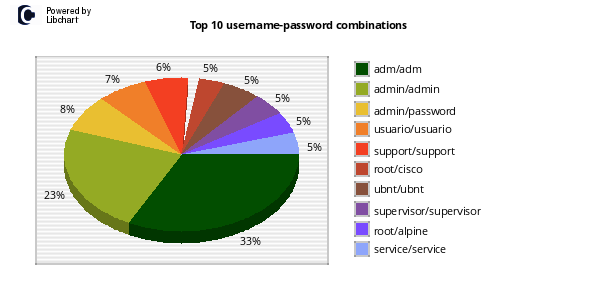 Powered by
Libchart
Top 10 username-password combinations
6%
5%
7%
5%
8%
5%
5%
5%
23%
33%
adm/adm
admin/admin
admin/password
usuario/usuario
support/support
root/cisco
ubnt/ubnt
supervisor/supervisor
root/alpine
service/service